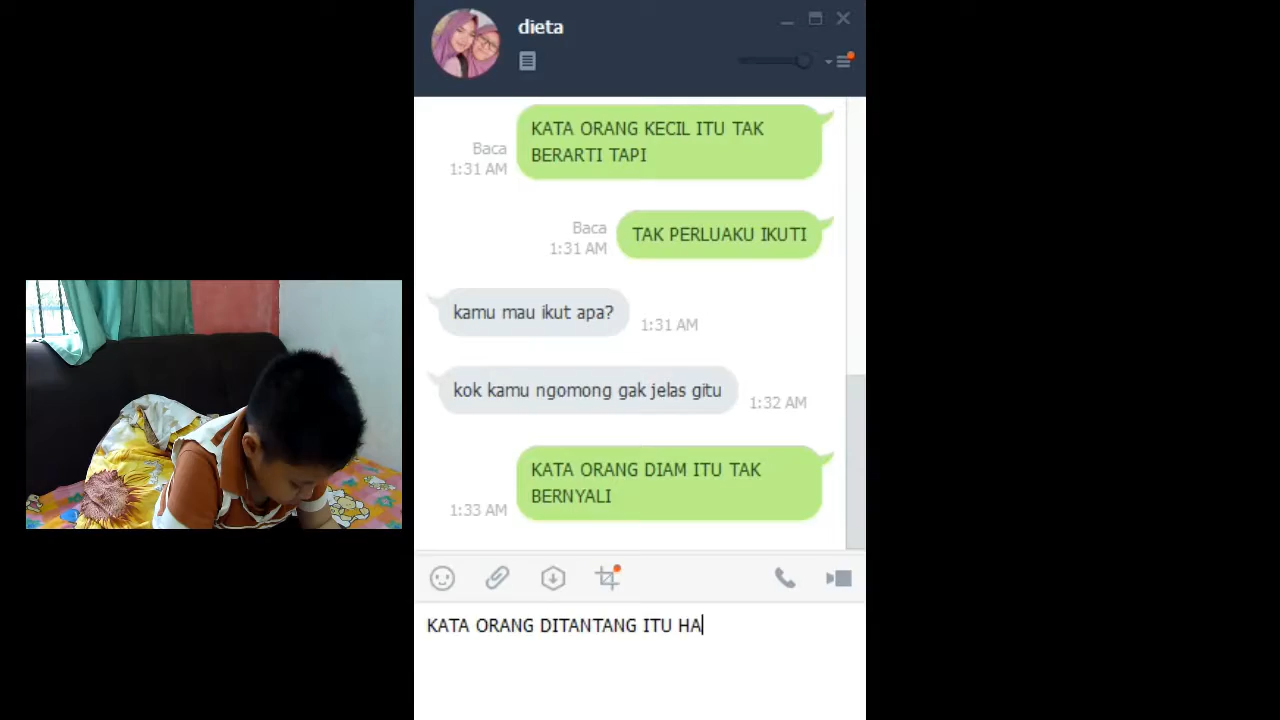 dieta
KATA ORANG KECIL ITU TAK
BERARTI TAPI
Baca
1:31 AM
TAK PERLUAKU IKUTI
Baca
1:31 AM
kamu mau ikut apa?
1:31 AM
kok kamu ngomong gak jelas gitu
1:32 AM
KATA ORANG DIAM ITU TAK
BERNYALI
1:33 AM
KATA ORANG DITANTANG ITU HA